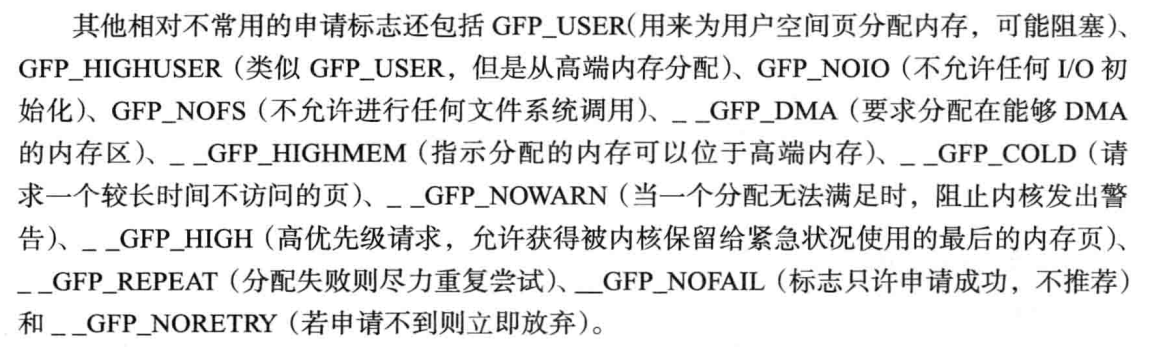 其他相对不常用的申请标志还包括 GFP_USER(用来为用户空间页分配内存，可能阻塞)、
GFP_HIGHUSER（类似 GFP_USER，但是从高端内存分配）、GFP_NOIO（不允许任何 I/O 初
始化）、GFP_NOFS（不允许进行任何文件系统调用）、_ _GFP_DMA（要求分配在能够 DMA
的内存区）、_ _GFP_HIGHMEM（指示分配的内存可以位于高端内存）、_ _GFP_COLD（请
求一个较长时间不访问的页）、_ _GFP_NOWARN（当一个分配无法满足时，阻止内核发出警
告）、_ _GFP_HIGH（高优先级请求，允许获得被内核保留给紧急状况使用的最后的内存页）、
_ _GFP_REPEAT（分配失败则尽力重复尝试）、__GFP_NOFAIL（标志只许申请成功，不推荐）
和 _ _GFP_NORETRY（若申请不到则立即放弃）。